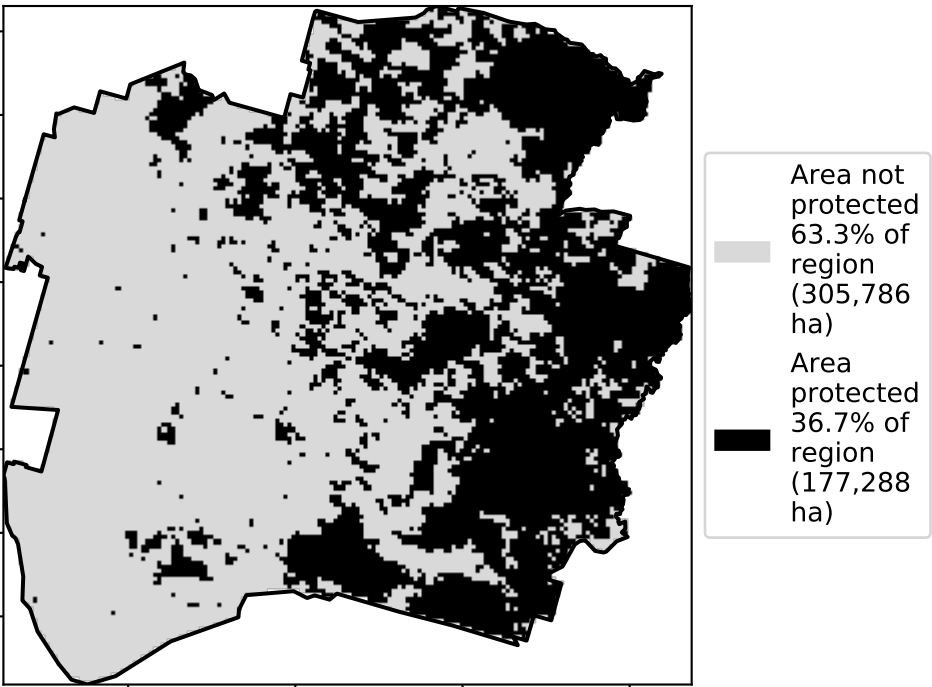 Area not
protected
63.3% of
region
(305,786
ha)
Area
protected
36.7% of
region
(177,288
ha)